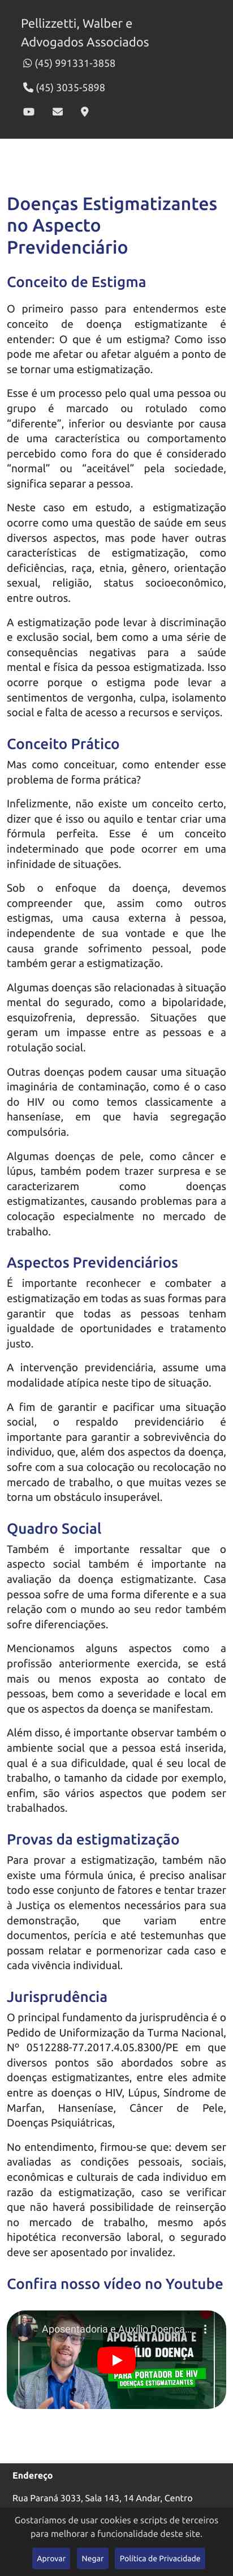 Pellizzetti, Walber e
Advogados Associados
(45) 991331-3858
(45) 3035-5898
Doenças Estigmatizantes
no Aspecto
Previdenciário
Conceito de Estigma
O primeiro passo para entendermos este
conceito de doença estigmatizante é
entender: O que é um estigma? Como isso
pode me afetar ou afetar alguém a ponto de
se tornar uma estigmatização.
Esse é um processo pelo qual uma pessoa ou
grupo é marcado ou rotulado como
“diferente”, inferior ou desviante por causa
de uma característica ou comportamento
percebido como fora do que é considerado
“normal” ou “aceitável” pela sociedade,
significa separar a pessoa.
Neste caso em estudo, a estigmatização
ocorre como uma questão de saúde em seus
diversos aspectos, mas pode haver outras
características de estigmatização, como
deficiências, raça, etnia, gênero, orientação
sexual, religião, status socioeconômico,
entre outros.
A estigmatização pode levar à discriminação
e exclusão social, bem como a uma série de
consequências negativas para a saúde
mental e física da pessoa estigmatizada. Isso
ocorre porque o estigma pode levar a
sentimentos de vergonha, culpa, isolamento
social e falta de acesso a recursos e serviços.
Conceito Prático
Mas como conceituar, como entender esse
problema de forma prática?
Infelizmente, não existe um conceito certo,
dizer que é isso ou aquilo e tentar criar uma
fórmula perfeita. Esse é um conceito
indeterminado que pode ocorrer em uma
infinidade de situações.
Sob o enfoque da doença, devemos
compreender que, assim como outros
estigmas, uma causa externa à pessoa,
independente de sua vontade e que lhe
causa grande sofrimento pessoal, pode
também gerar a estigmatização.
Algumas doenças são relacionadas à situação
mental do segurado, como a bipolaridade,
esquizofrenia, depressão. Situações que
geram um impasse entre as pessoas e a
rotulação social.
Outras doenças podem causar uma situação
imaginária de contaminação, como é o caso
do HIV ou como temos classicamente a
hanseníase, em que havia segregação
compulsória.
Algumas doenças de pele, como câncer e
lúpus, também podem trazer surpresa e se
caracterizarem como doenças
estigmatizantes, causando problemas para a
colocação especialmente no mercado de
trabalho.
Aspectos Previdenciários
É importante reconhecer e combater a
estigmatização em todas as suas formas para
garantir que todas as pessoas tenham
igualdade de oportunidades e tratamento
justo.
A intervenção previdenciária, assume uma
modalidade atípica neste tipo de situação.
A fim de garantir e pacificar uma situação
social, o respaldo previdenciário é
importante para garantir a sobrevivência do
individuo, que, além dos aspectos da doença,
sofre com a sua colocação ou recolocação no
mercado de trabalho, o que muitas vezes se
torna um obstáculo insuperável.
Quadro Social
Também é importante ressaltar que o
aspecto social também é importante na
avaliação da doença estigmatizante. Casa
pessoa sofre de uma forma diferente e a sua
relação com o mundo ao seu redor também
sofre diferenciações.
Mencionamos alguns aspectos como a
profissão anteriormente exercida, se está
mais ou menos exposta ao contato de
pessoas, bem como a severidade e local em
que os aspectos da doença se manifestam.
Além disso, é importante observar também o
ambiente social que a pessoa está inserida,
qual é a sua dificuldade, qual é seu local de
trabalho, o tamanho da cidade por exemplo,
enfim, são vários aspectos que podem ser
trabalhados.
Provas da estigmatização
Para provar a estigmatização, também não
existe uma fórmula única, é preciso analisar
todo esse conjunto de fatores e tentar trazer
à Justiça os elementos necessários para sua
demonstração, que variam entre
documentos, perícia e até testemunhas que
possam relatar e pormenorizar cada caso e
cada vivência individual.
Jurisprudência
O principal fundamento da jurisprudência é o
Pedido de Uniformização da Turma Nacional,
Nº 0512288-77.2017.4.05.8300/PE em que
diversos pontos são abordados sobre as
doenças estigmatizantes, entre eles admite
entre as doenças o HIV, Lúpus, Síndrome de
Marfan, Hanseníase, Câncer de Pele,
Doenças Psiquiátricas,
No entendimento, firmou-se que: devem ser
avaliadas as condições pessoais, sociais,
econômicas e culturais de cada individuo em
razão da estigmatização, caso se verificar
que não haverá possibilidade de reinserção
no mercado de trabalho, mesmo após
hipotética reconversão laboral, o segurado
deve ser aposentado por invalidez.
Confira nosso vídeo no Youtube
Aposentadoria e Auxílio Doença...
APOSENTADORIA E
AUXÍLIO DOENÇA
PARA PORTADOR DE HIV
DOENÇAS ESTIGMATIZANTES
Endereço
Rua Paraná 3033, Sala 143, 14 Andar, Centro
Gostaríamos de usar cookies e scripts de terceiros
para melhorar a funcionalidade deste site.
Aprovar Negar Política de Privacidade